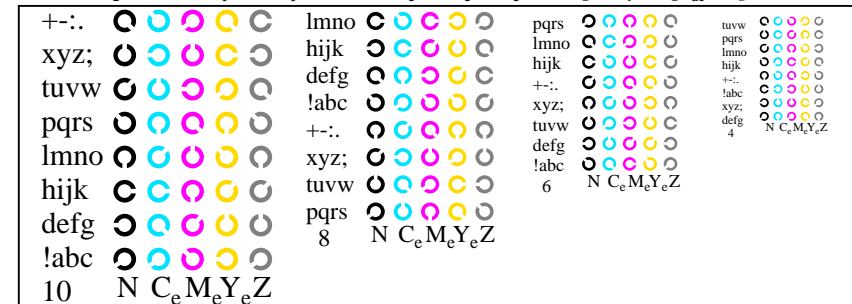 +-:.
xyz;
tuvw
pqrs
lmno
hijk
defg
!abc
10 N CeMeYeZ
lmno
hijk
defg
!abc
+-:.
xyz;
tuvw
pqrs
8 N CeMeYeZ
pqrs
lmno
hijk
+-:.
xyz;
tuvw
defg
!abc
6 N CeMeYeZ
tuvw
pqrs
lmno
hijk
+-:.
!abc
xyz;
defg
4 N CeMeYeZ